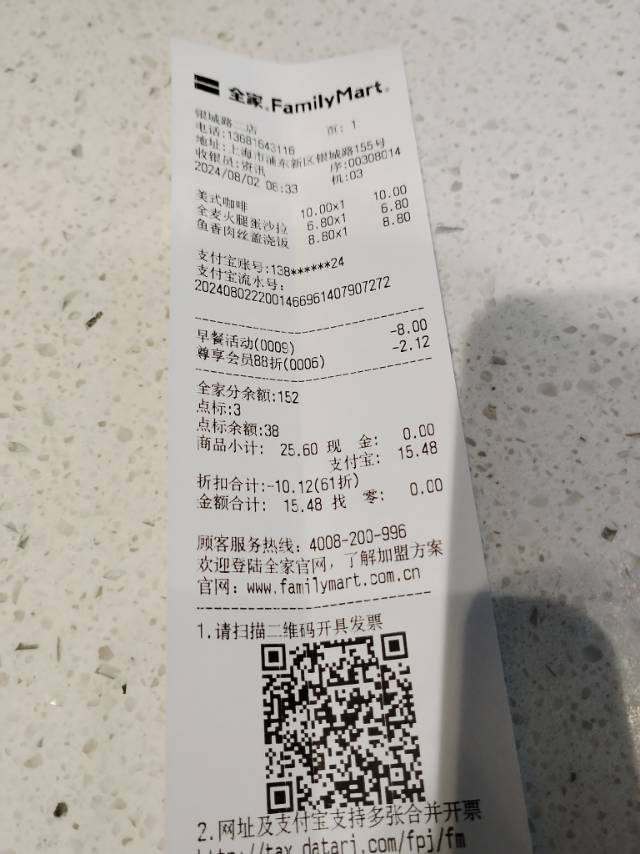 全家 FamilyMart
银城路二店 页: 1
电话:13681643116
地址:上海市浦东新区银城路155号
收银员:资讯 序:00308014
2024/08/02 08:33 机:03
美式咖啡 10.00x1 10.00
全麦火腿蛋沙拉 6.80x1 6.80
鱼香肉丝盖浇饭 8.80x1 8.80
支付宝账号:138******24
支付宝流水号:
2024080222001466961407907272
早餐活动(0009) -8.00
尊享会员88折(0006) -2.12
全家分余额:152
点标:3
点标余额:38
商品小计: 25.60 现 金: 0.00
支付宝: 15.48
折扣合计:-10.12(61折)
金额合计: 15.48 找 零: 0.00
顾客服务热线: 4008-200-996
欢迎登陆全家官网,了解加盟方案
官网: www.familymart.com.cn
1.请扫描二维码开具发票
2.网址及支付宝支持多张合并开票
http://tax.datarj.com/fpj/fm